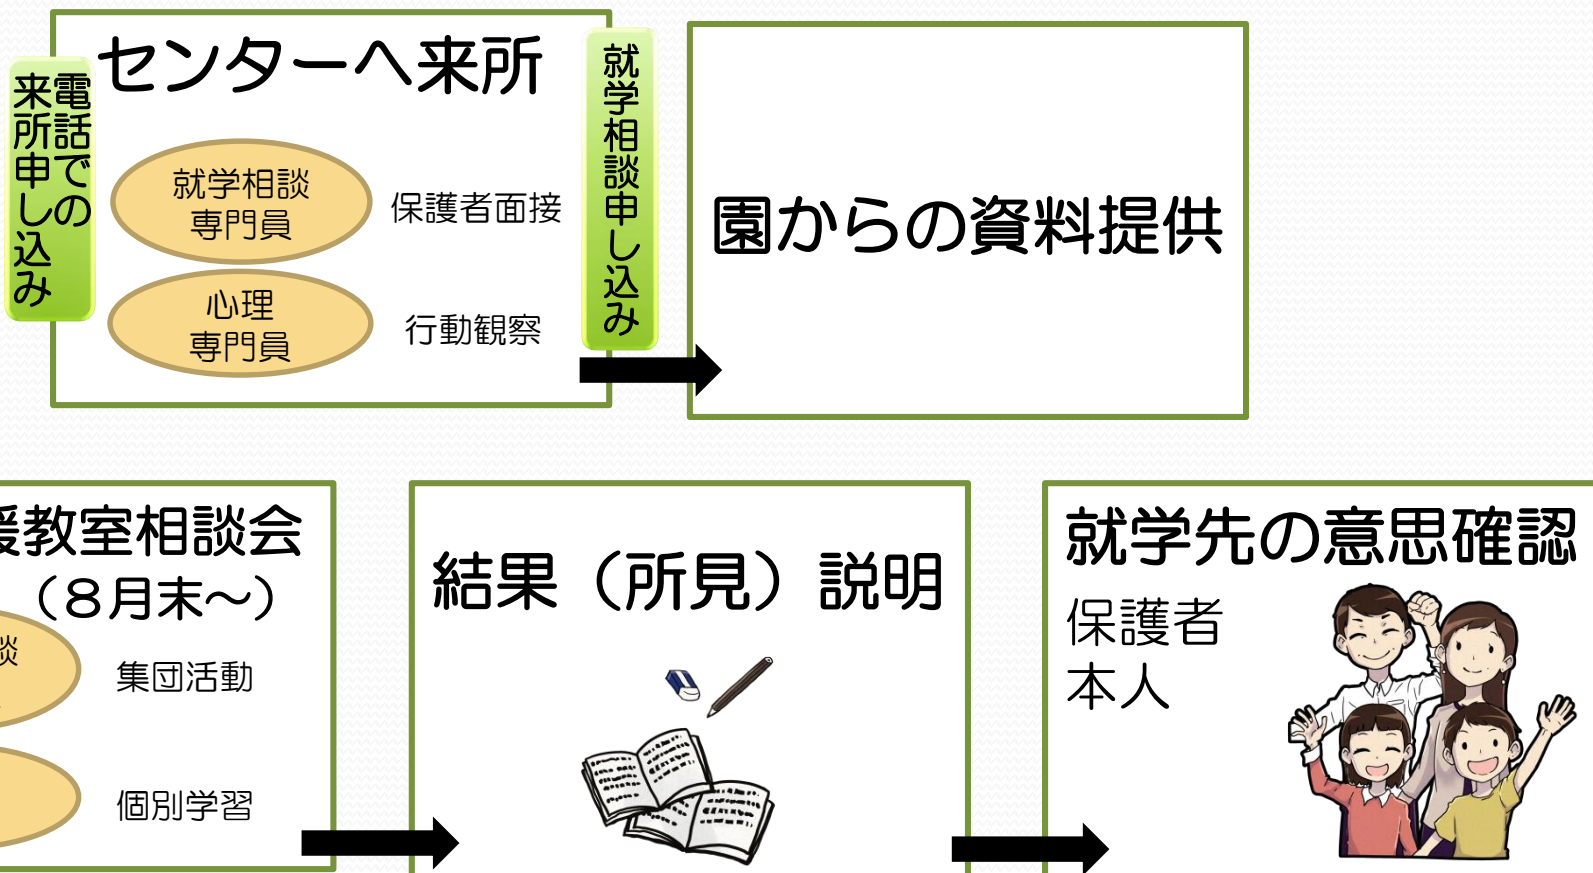 電話での
来所申し込み
センターへ来所
就学相談
専門員
保護者面接
心理
専門員
行動観察
就学相談申し込み
園からの資料提供
援教室相談会
（８月末～）
談
集団活動
個別学習
結果（所見）説明
就学先の意思確認
保護者
本人